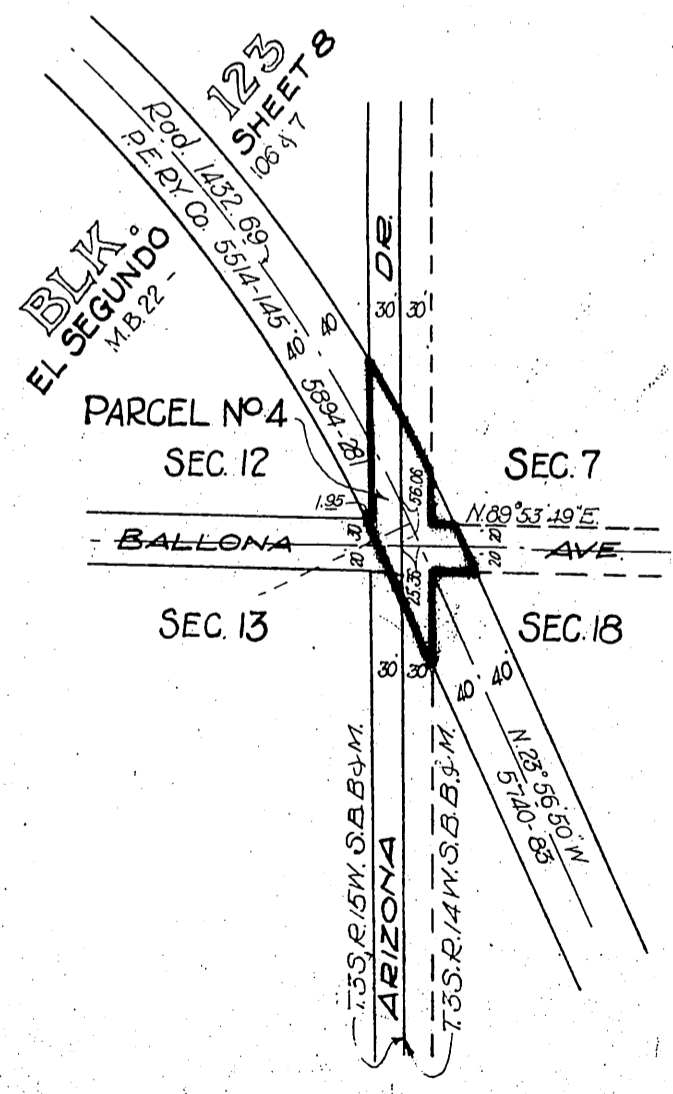 123
SHEET 8
106 & 7
Rad. 1432.69
P.E.RY. Co. 5514-145
5894-281
BLK.
EL SEGUNDO
M.B. 22 -
40
40.
DR.
30. 30.
PARCEL NO. 4
SEC. 12
SEC. 7
1.95
56.06
N.89°53'49"E.
BALLONA
20 30
25.36
20
20
AVE.
SEC. 13
SEC. 18
30. 30.
40' 40'
N.23°56'50"W
5740-83
T.3S.R.15W. S.B.B.&M.
ARIZONA
T.3S.R.14W.S.B.B.&M.